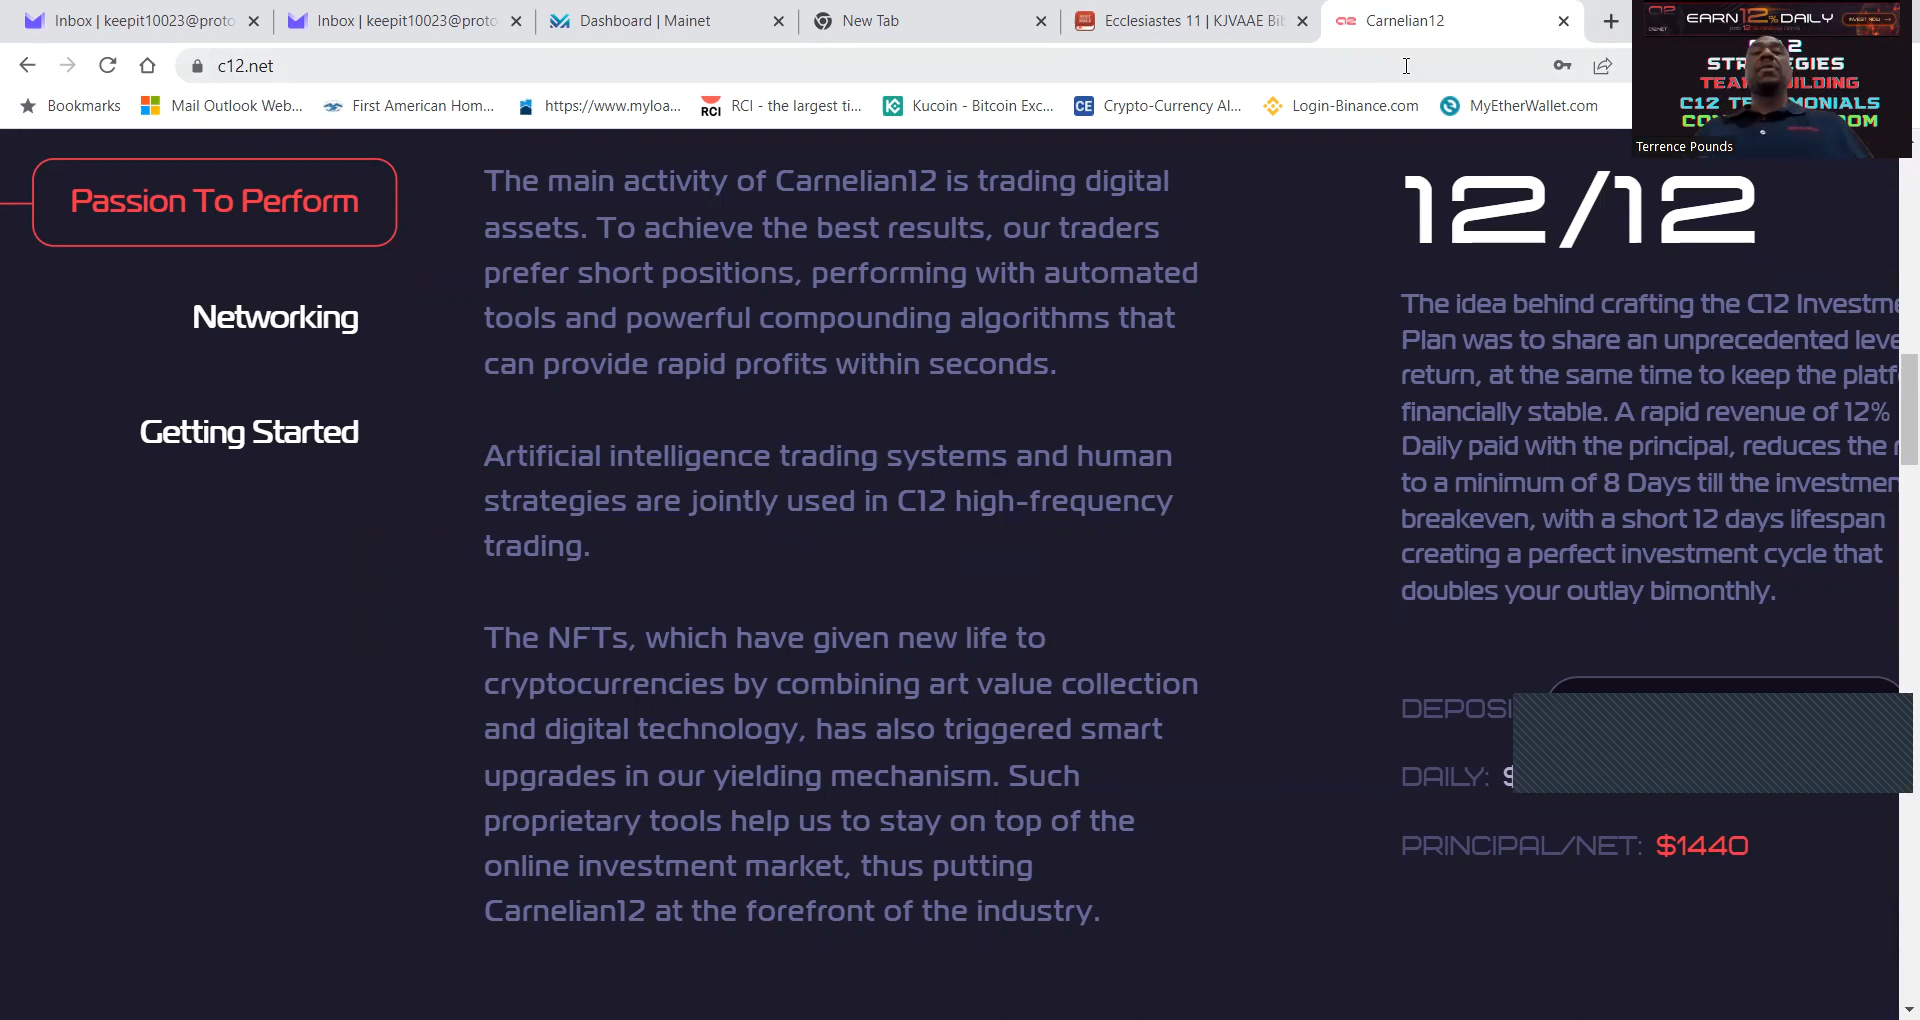 Inbox | keepit10023@proto
Inbox | keepit10023@proto
Dashboard | Mainet
New Tab
Ecclesiastes 11 | KJVAAE Bi
Carnelian12
c12.net
Bookmarks
Mail Outlook Web...
First American Hom...
https://www.myloa...
RCI
RCI - the largest ti...
Kucoin - Bitcoin Exc...
CE
Crypto-Currency Al...
Login-Binance.com
MyEtherWallet.com
EARN 12% DAILY
INVEST NOW
C12 TE MONIALS
Terrence Pounds
Passion To Perform
Networking
Getting Started
The main activity of Carnelian12 is trading digital
assets. To achieve the best results, our traders
prefer short positions, performing with automated
tools and powerful compounding algorithms that
can provide rapid profits within seconds.
Artificial intelligence trading systems and human
strategies are jointly used in C12 high-frequency
trading.
The NFTs, which have given new life to
cryptocurrencies by combining art value collection
and digital technology, has also triggered smart
upgrades in our yielding mechanism. Such
proprietary tools help us to stay on top of the
online investment market, thus putting
Carnelian12 at the forefront of the industry.
12/12
The idea behind crafting the C12 Investme
Plan was to share an unprecedented leve
return, at the same time to keep the platf
financially stable. A rapid revenue of 12%
Daily paid with the principal, reduces the r
to a minimum of 8 Days till the investmen
breakeven, with a short 12 days lifespan
creating a perfect investment cycle that
doubles your outlay bimonthly.
DEPOSI
DAILY: $
PRINCIPAL/NET: $1440